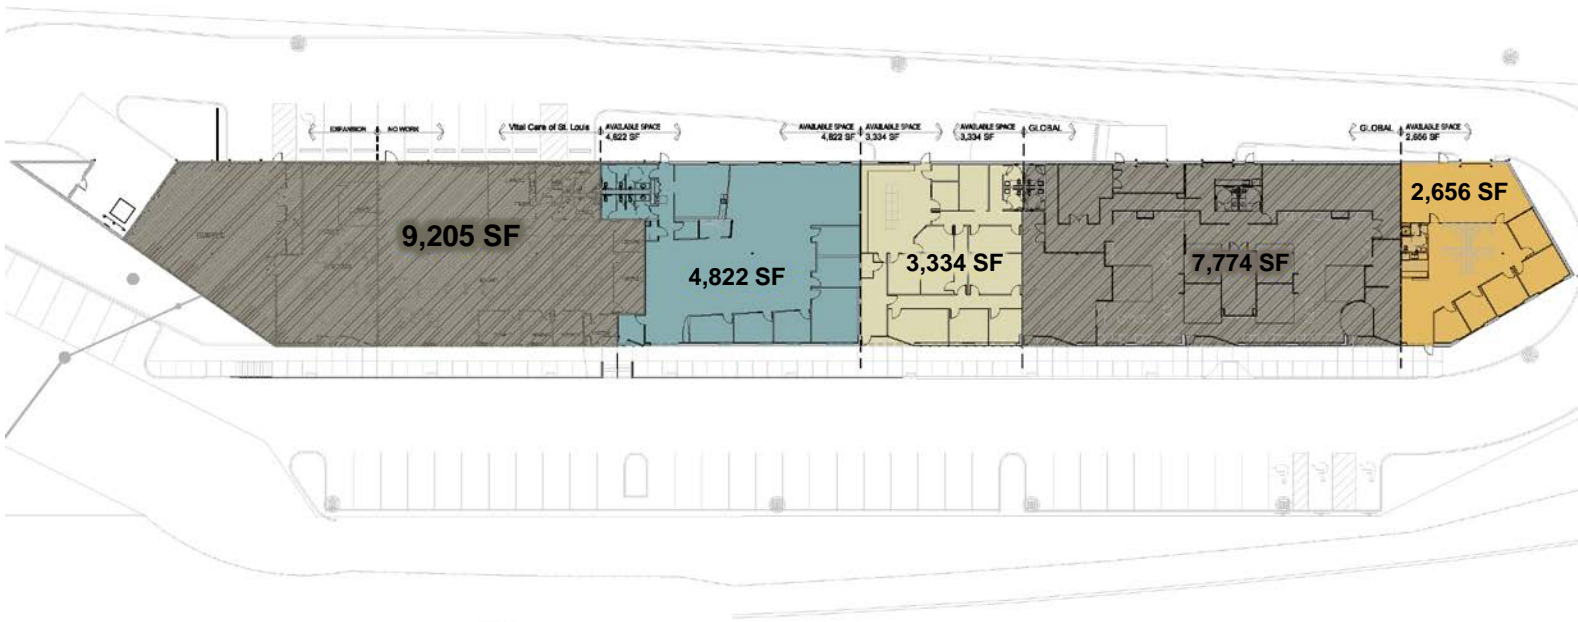 EXPANSION
NO WORK
Vital Care of St. Louis
AVAILABLE SPACE
4,822 SF
AVAILABLE SPACE
4,822 SF
AVAILABLE SPACE
3,334 SF
AVAILABLE SPACE
3,334 SF
GLOBAL
GLOBAL
AVAILABLE SPACE
2,656 SF
9,205 SF
4,822 SF
3,334 SF
7,774 SF
2,656 SF